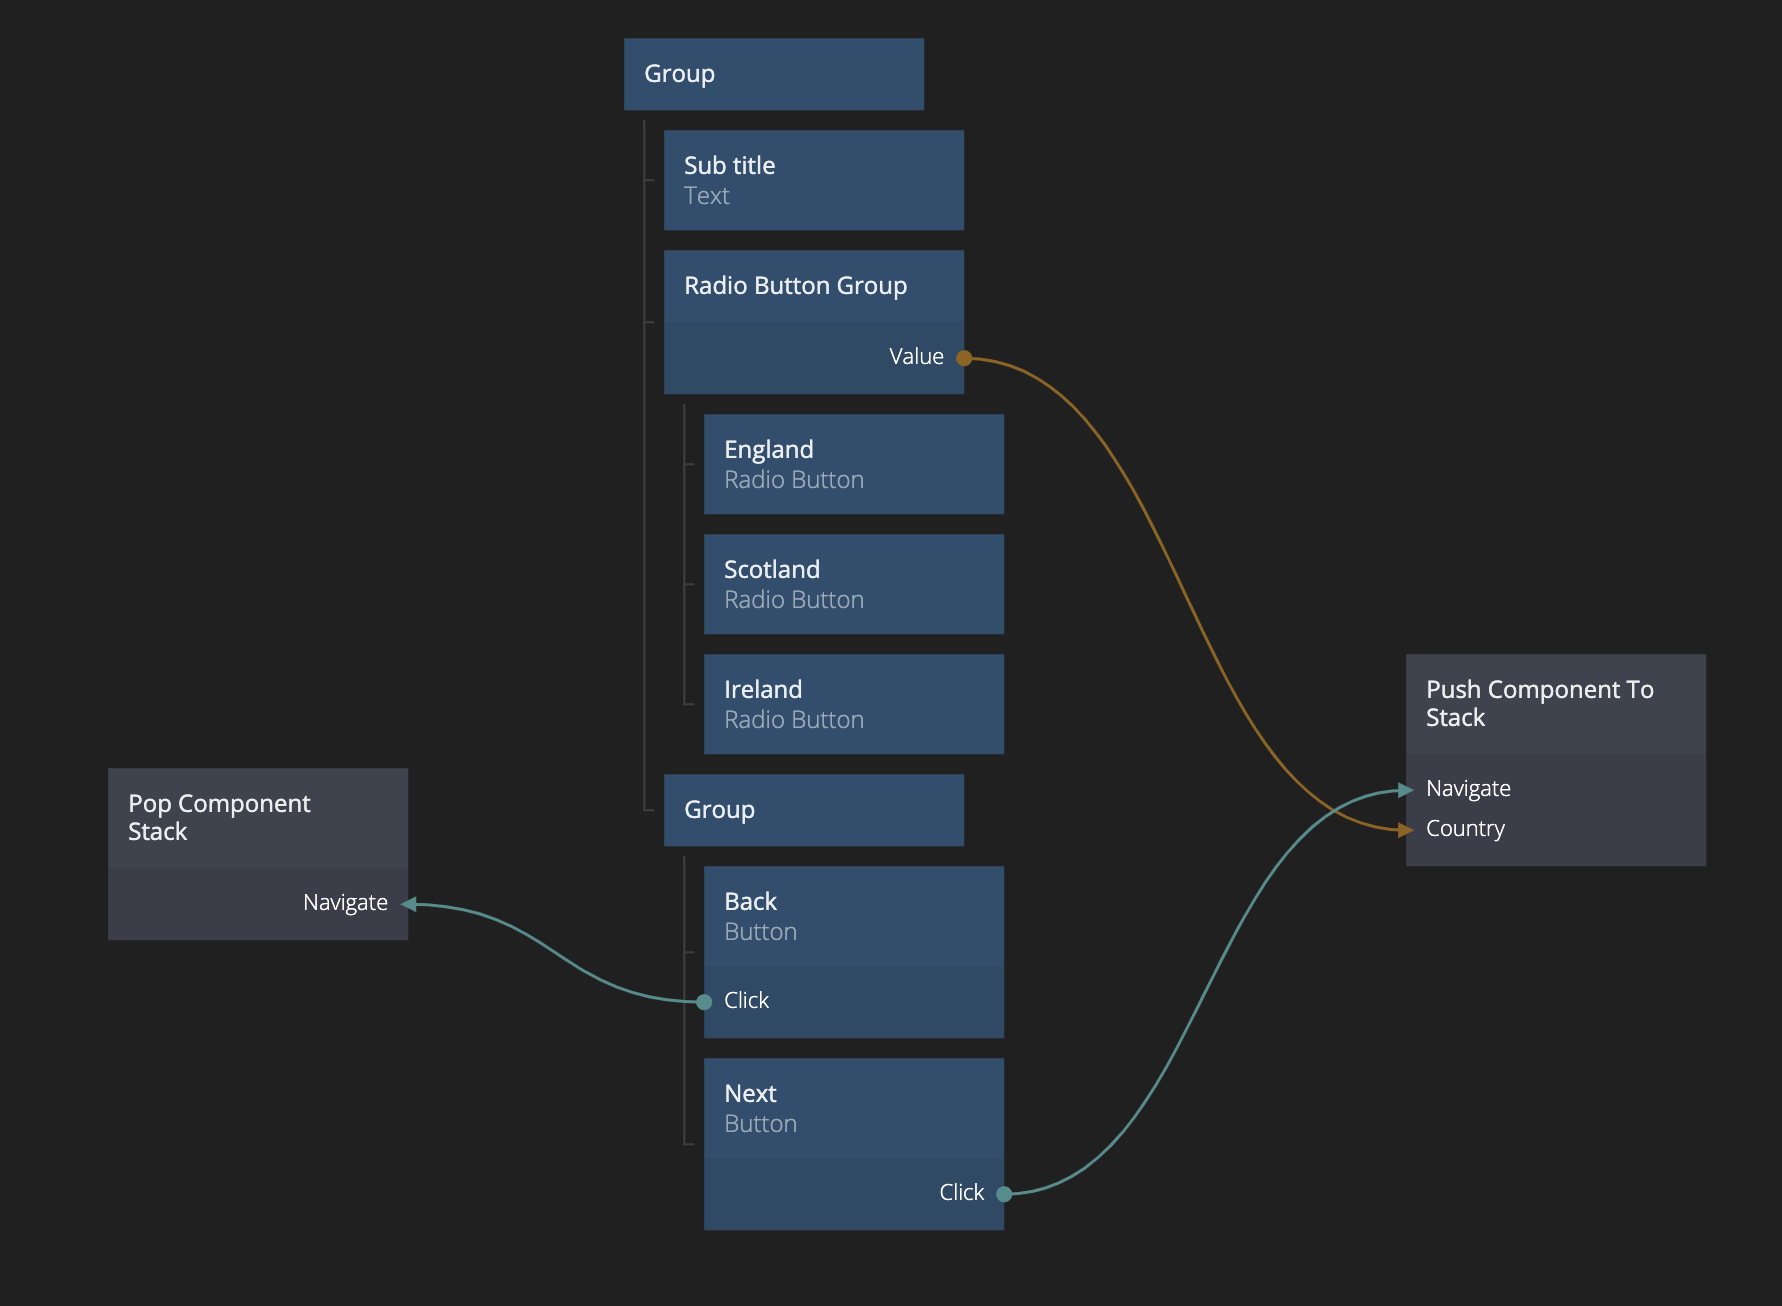 Group
Sub title
Text
Radio Button Group
Value
England
Radio Button
Scotland
Radio Button
Ireland
Radio Button
Push Component To
Stack
Navigate
Country
Pop Component
Stack
Navigate
Group
Back
Button
Click
Next
Button
Click